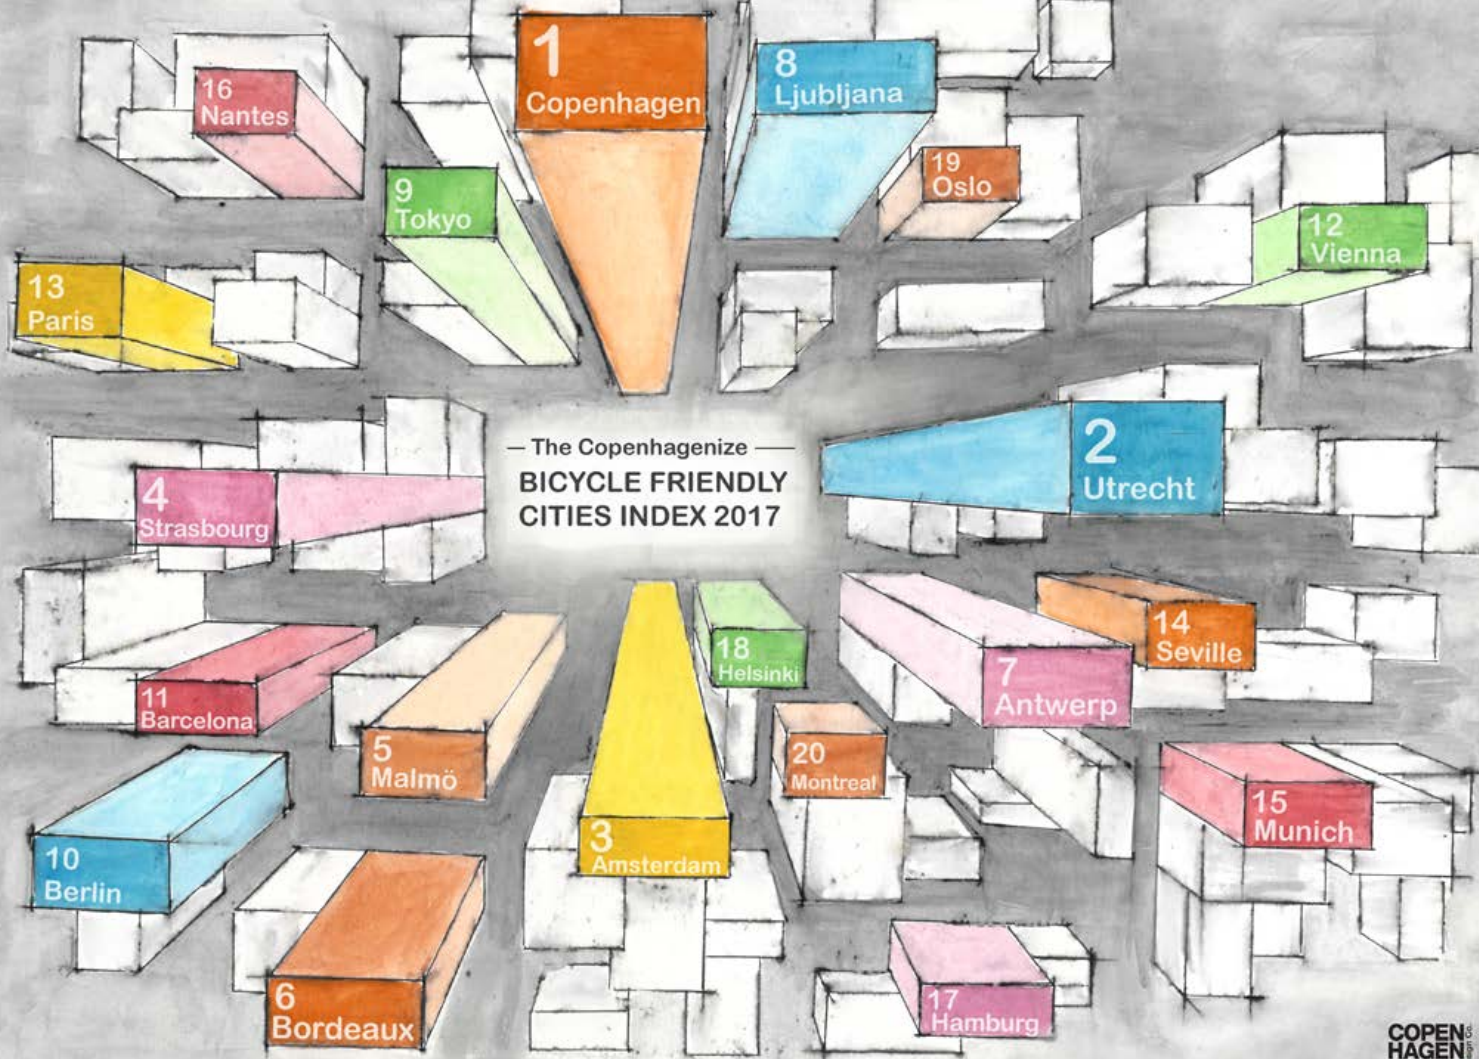 1
Copenhagen
8
Ljubljana
16
Nantes
19
Oslo
9
Tokyo
12
Vienna
13
Paris
— The Copenhagenize —
BICYCLE FRIENDLY
CITIES INDEX 2017
2
Utrecht
4
Strasbourg
18
Helsinki
14
Seville
7
Antwerp
11
Barcelona
5
Malmö
20
Montreal
15
Munich
3
Amsterdam
10
Berlin
6
Bordeaux
17
Hamburg
COPEN
HAGEN